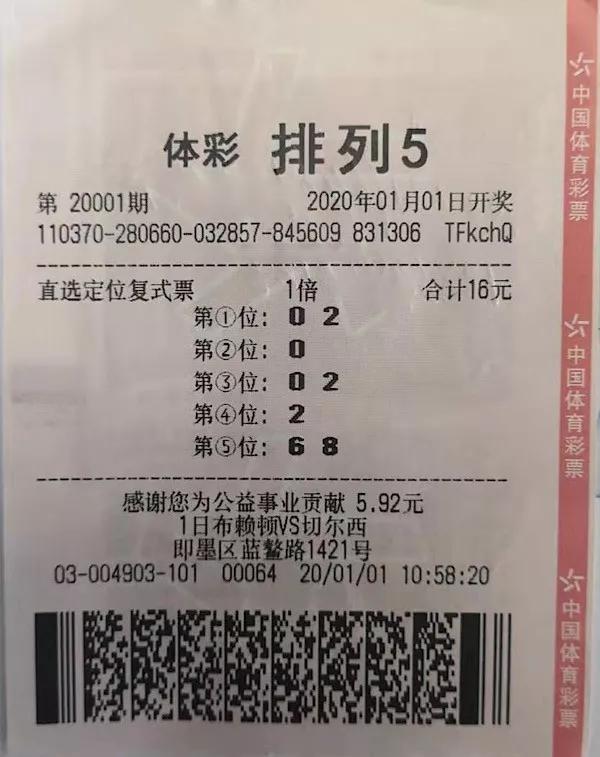 体彩 排列5
第 20001期 2020年01月01日开奖
110370-280660-032857-845609 831306 TFkchQ
直选定位复式票 1倍 合计16元
第①位: 0 2
第②位: 0
第③位: 0 2
第④位: 2
第⑤位: 6 8
感谢您为公益事业贡献 5.92元
1日布赖顿VS切尔西
即墨区蓝鳌路1421号
03-004903-101 00064 20/01/01 10:58:20
中国体育彩票
中国体育彩票
中国体育彩票